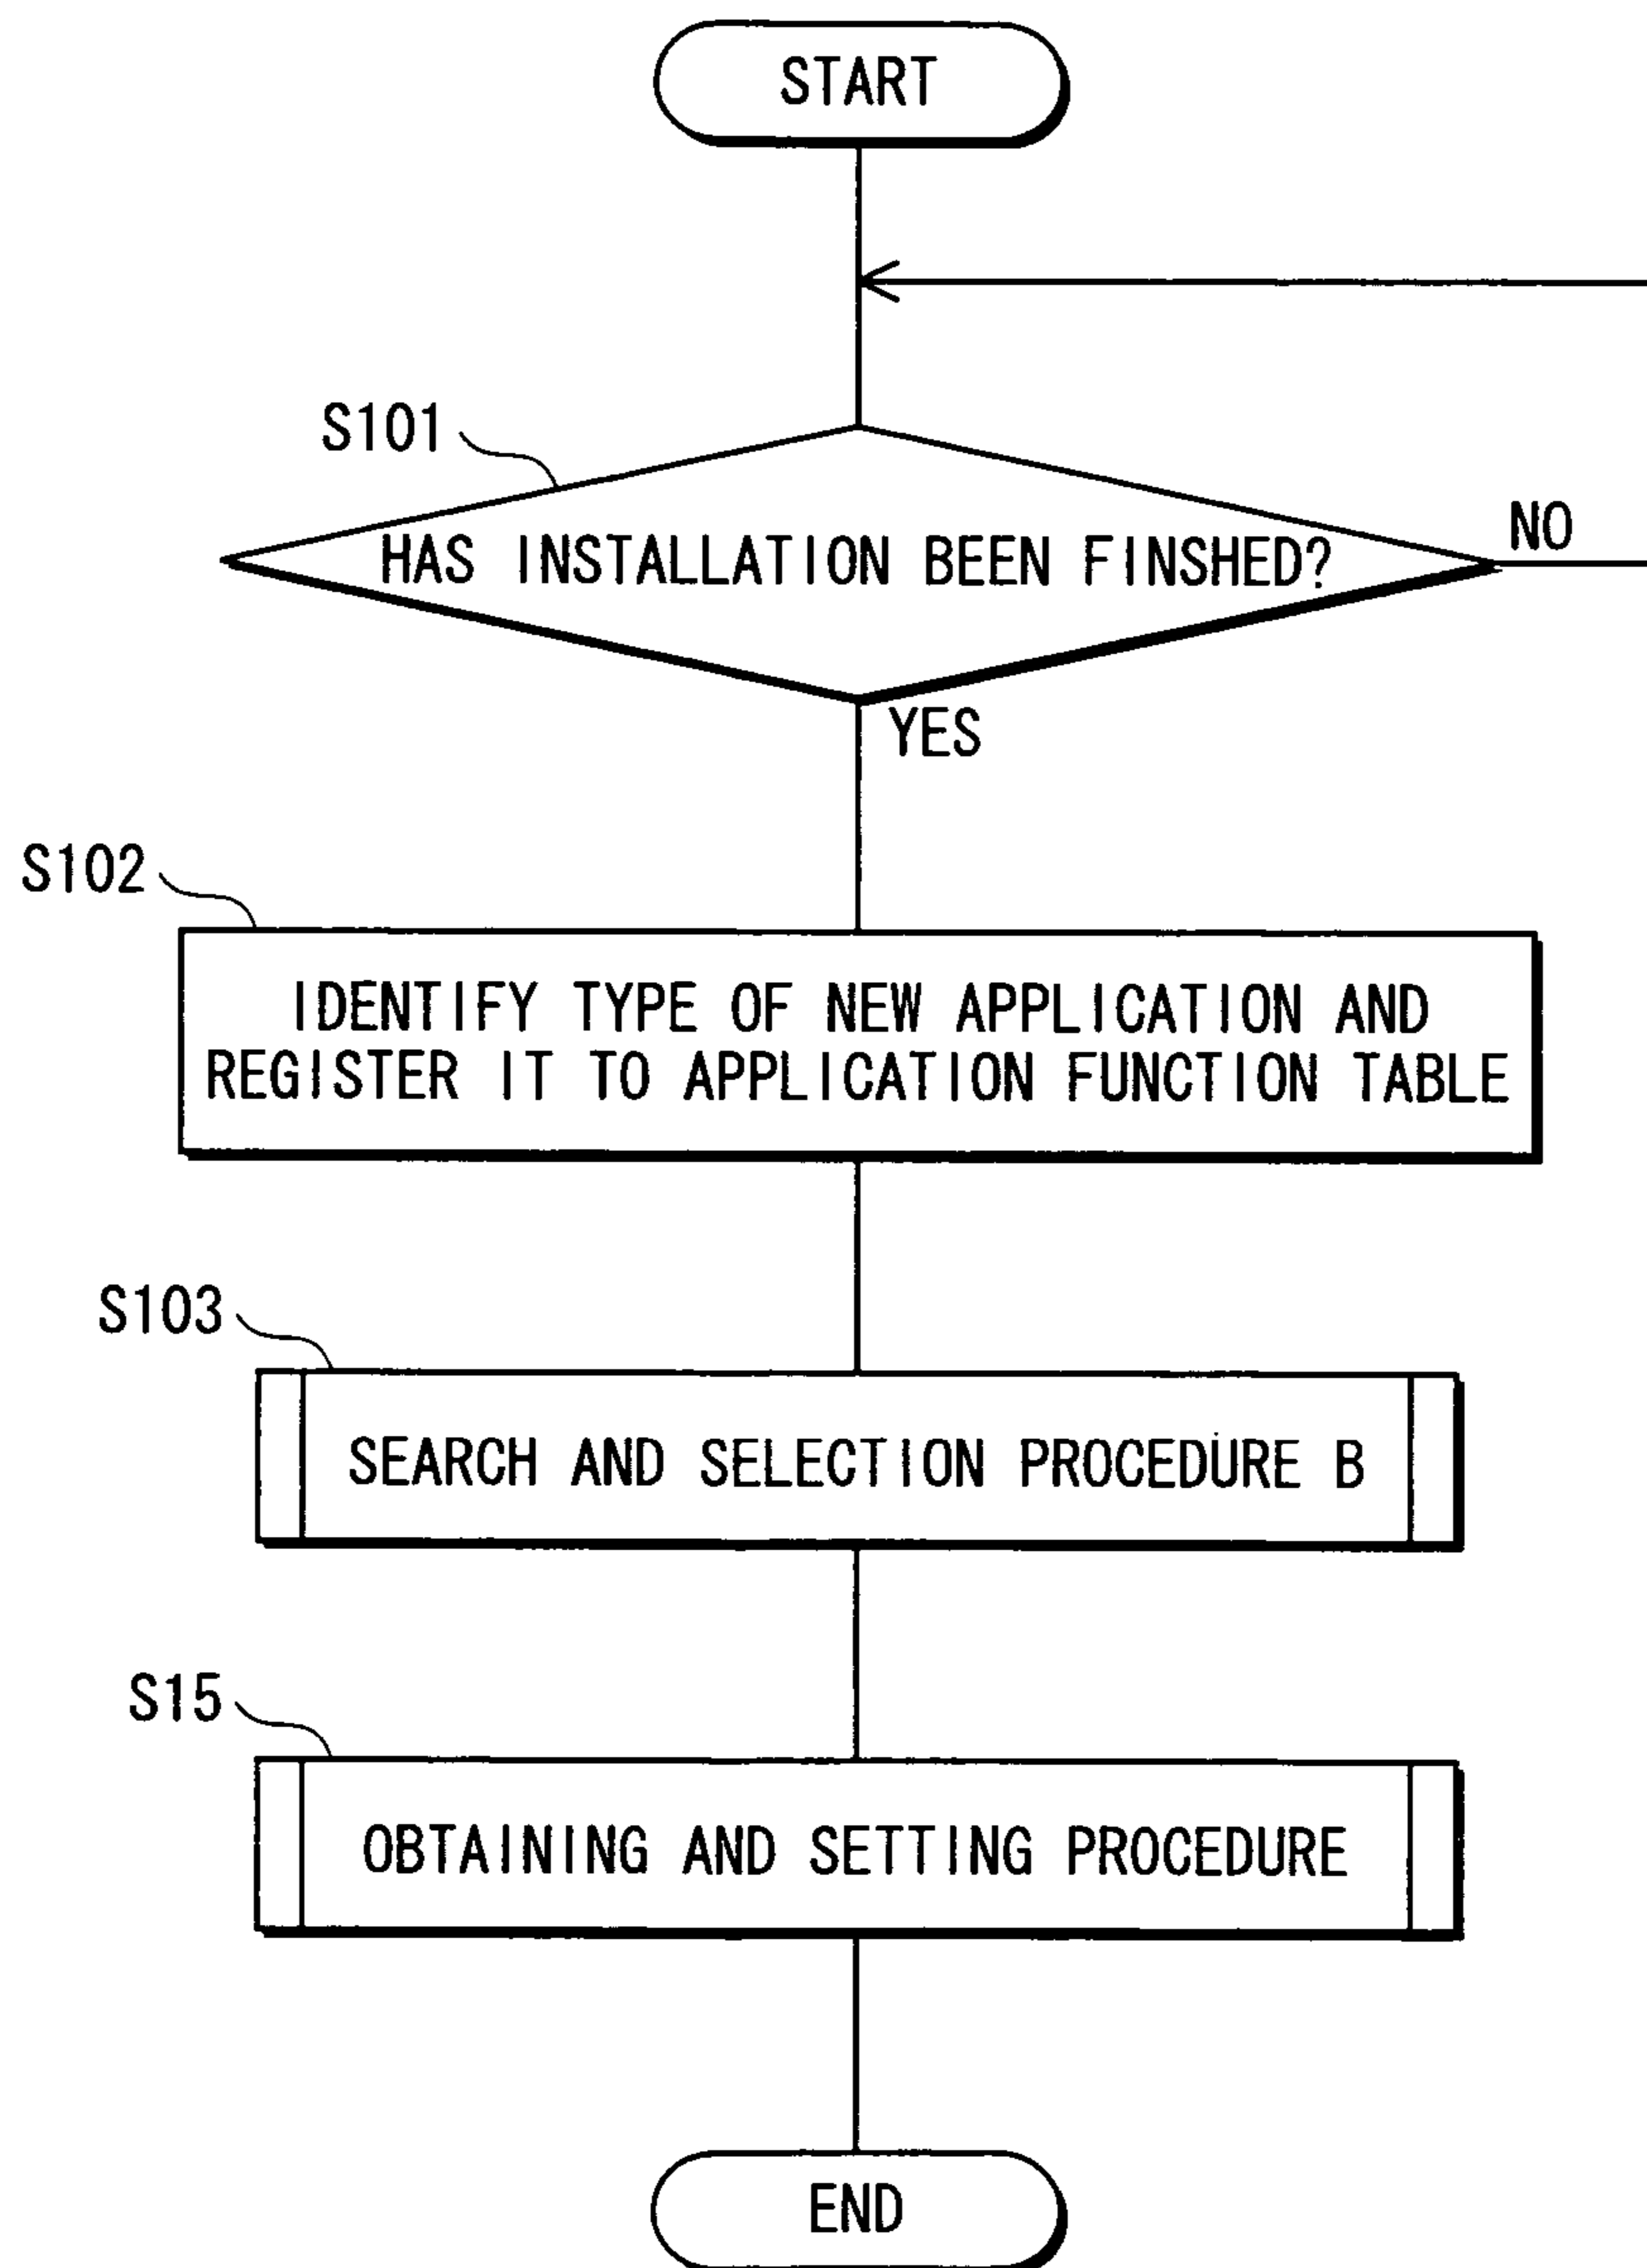 START
S101
HAS INSTALLATION BEEN FINSHED?
NO
YES
S102
IDENTIFY TYPE OF NEW APPLICATION AND
REGISTER IT TO APPLICATION FUNCTION TABLE
S103
SEARCH AND SELECTION PROCEDURE B
S15
OBTAINING AND SETTING PROCEDURE
END